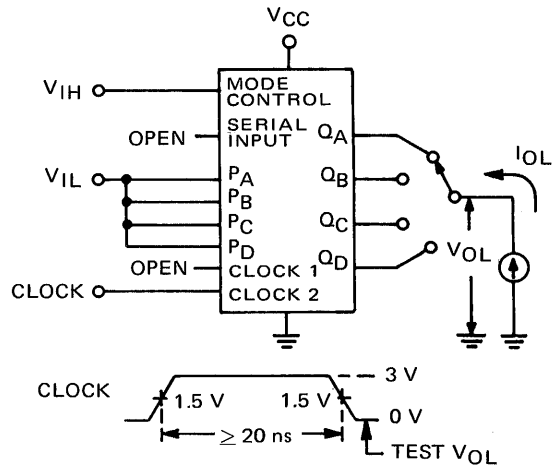 VCC
VIH
MODE CONTROL
OPEN
SERIAL INPUT
QA
IOL
VIL
PA
QB
PB
PC
QC
PD
QD
VOL
OPEN
CLOCK 1
CLOCK
CLOCK 2
CLOCK
1.5 V
1.5 V
3 V
0 V
≥ 20 ns
TEST VOL